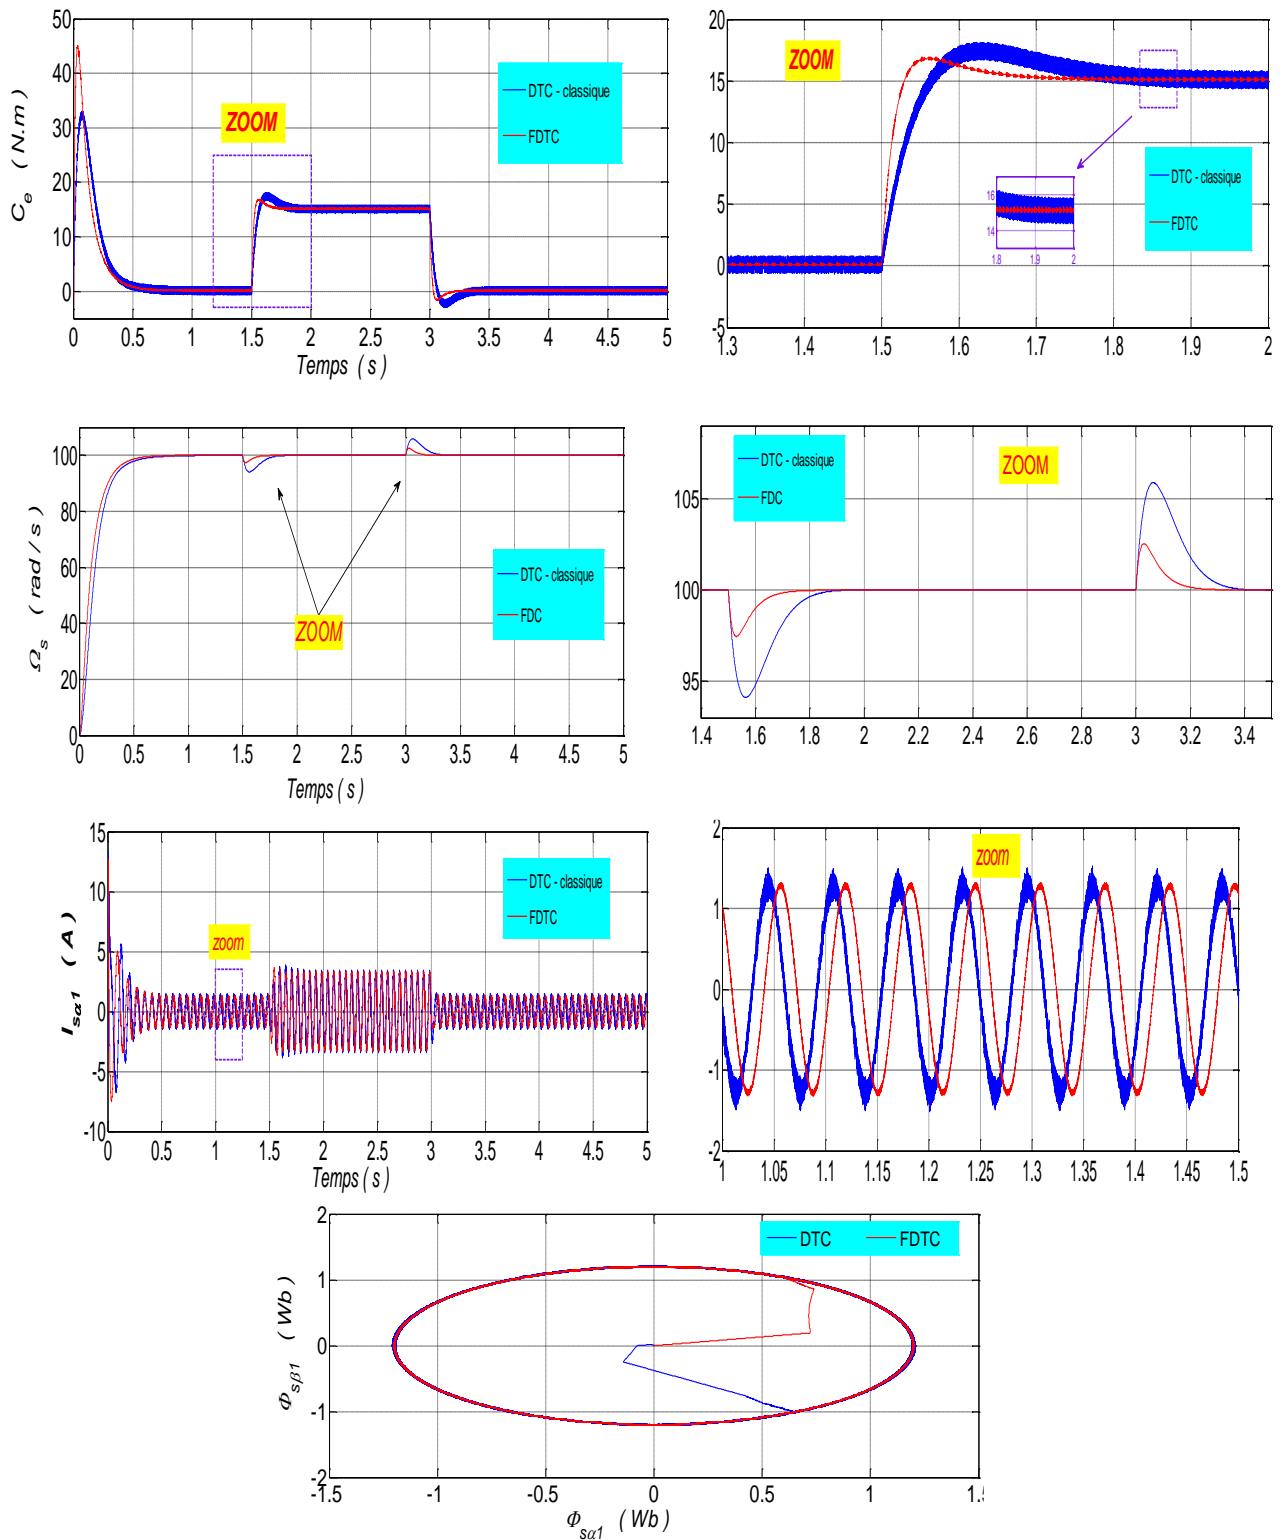 C_e ( N.m )
50
40
30
20
10
0
ZOOM
DTC - classique
FDTC
0 0.5 1 1.5 2 2.5 3 3.5 4 4.5 5
Temps ( s )
20
15
10
5
0
-5
ZOOM
16
14
1.8 1.9 2
DTC - classique
FDTC
1.3 1.4 1.5 1.6 1.7 1.8 1.9 2
Ω_s ( rad / s )
100
80
60
40
20
0
DTC - classique
FDC
ZOOM
0 0.5 1 1.5 2 2.5 3 3.5 4 4.5 5
Temps ( s )
105
100
95
DTC - classique
FDC
ZOOM
1.4 1.6 1.8 2 2.2 2.4 2.6 2.8 3 3.2 3.4
I_sα1 ( A )
15
10
5
0
-5
-10
zoom
DTC - classique
FDTC
0 0.5 1 1.5 2 2.5 3 3.5 4 4.5 5
Temps ( s )
2
1
0
-1
-2
zoom
1 1.05 1.1 1.15 1.2 1.25 1.3 1.35 1.4 1.45 1.5
Φ_sβ1 ( Wb )
2
1
0
-1
-2
DTC FDTC
-1.5 -1 -0.5 0 0.5 1
Φ_sα1 ( Wb )